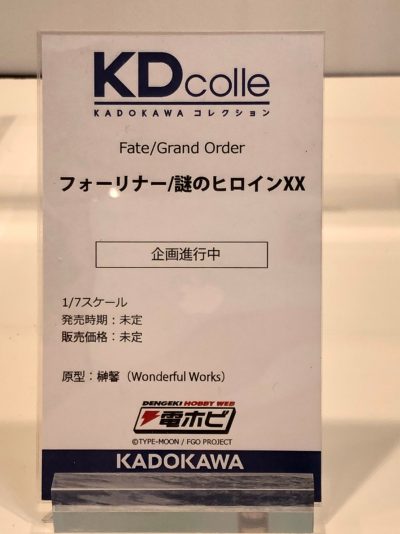 KDcolle
KADOKAWA コレクション
Fate/Grand Order
フォーリナー/謎のヒロインXX
企画進行中
1/7スケール
発売時期：未定
販売価格：未定
原型：榊馨（Wonderful Works）
DENGEKI HOBBY WEB
電ホビ
©TYPE-MOON / FGO PROJECT
KADOKAWA